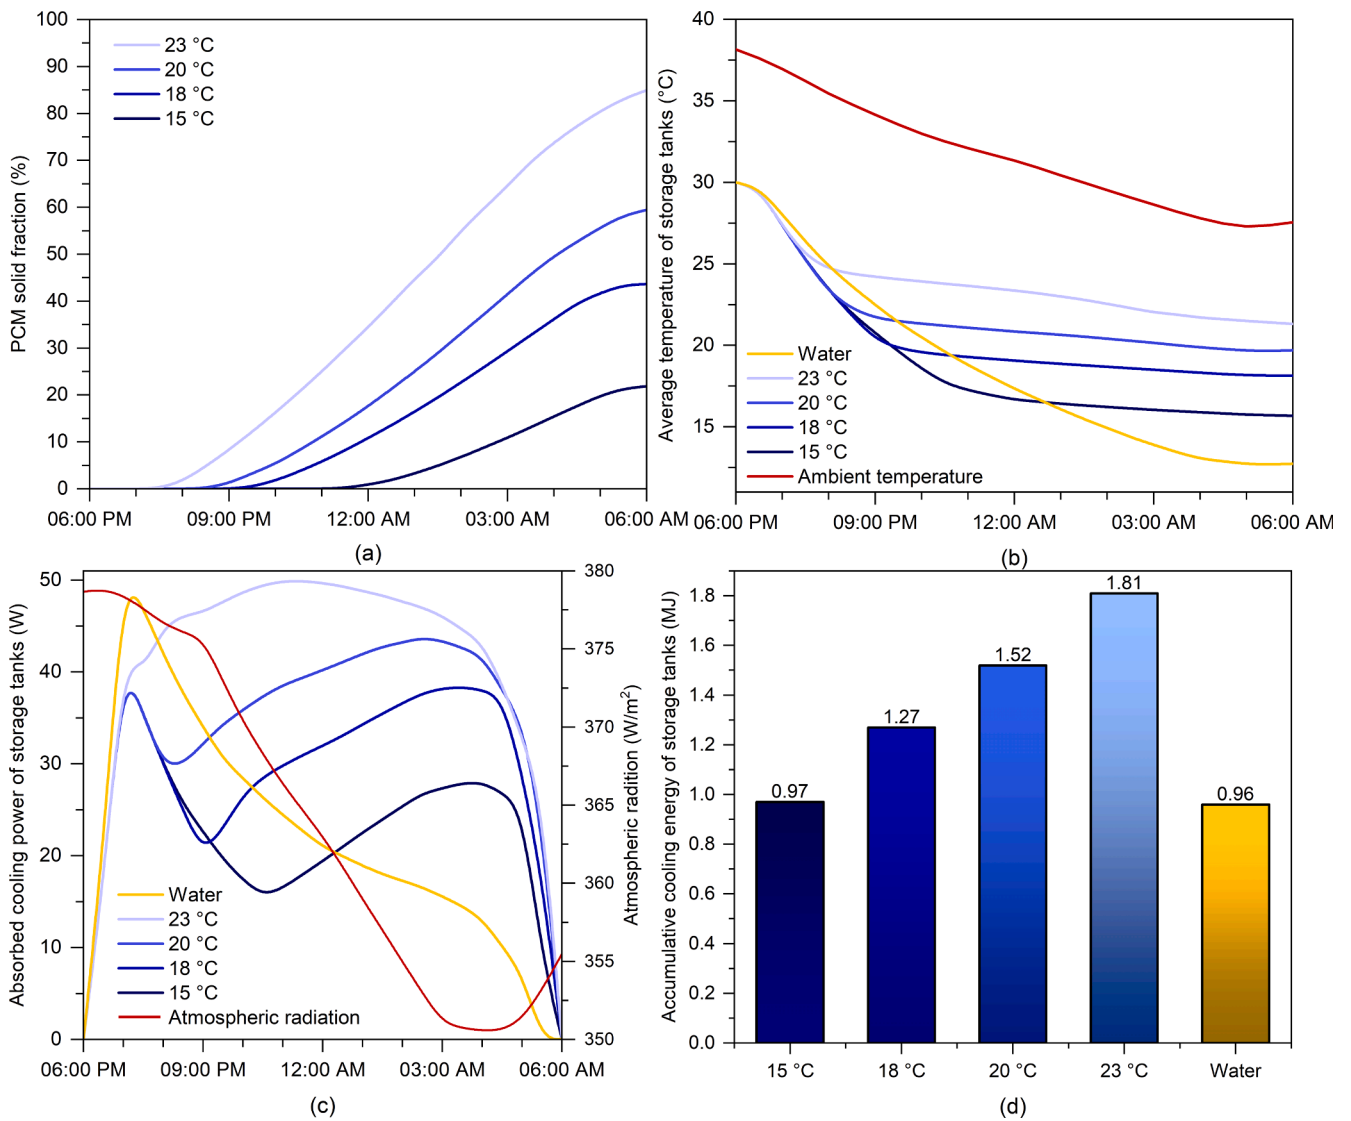 PCM solid fraction (%)
100
90
80
70
60
50
40
30
20
10
0
23 °C
20 °C
18 °C
15 °C
06:00 PM 09:00 PM 12:00 AM 03:00 AM 06:00 AM
(a)
Average temperature of storage tanks (°C)
40
35
30
25
20
15
Water
23 °C
20 °C
18 °C
15 °C
Ambient temperature
06:00 PM 09:00 PM 12:00 AM 03:00 AM 06:00 AM
(b)
Absorbed cooling power of storage tanks (W)
50
40
30
20
10
0
Water
23 °C
20 °C
18 °C
15 °C
Atmospheric radiation
380
375
370
365
360
355
350
Atmospheric radition (W/m²)
06:00 PM 09:00 PM 12:00 AM 03:00 AM 06:00 AM
(c)
Accumulative cooling energy of storage tanks (MJ)
1.8
1.6
1.4
1.2
1.0
0.8
0.6
0.4
0.2
0.0
0.97
1.27
1.52
1.81
0.96
15 °C 18 °C 20 °C 23 °C Water
(d)